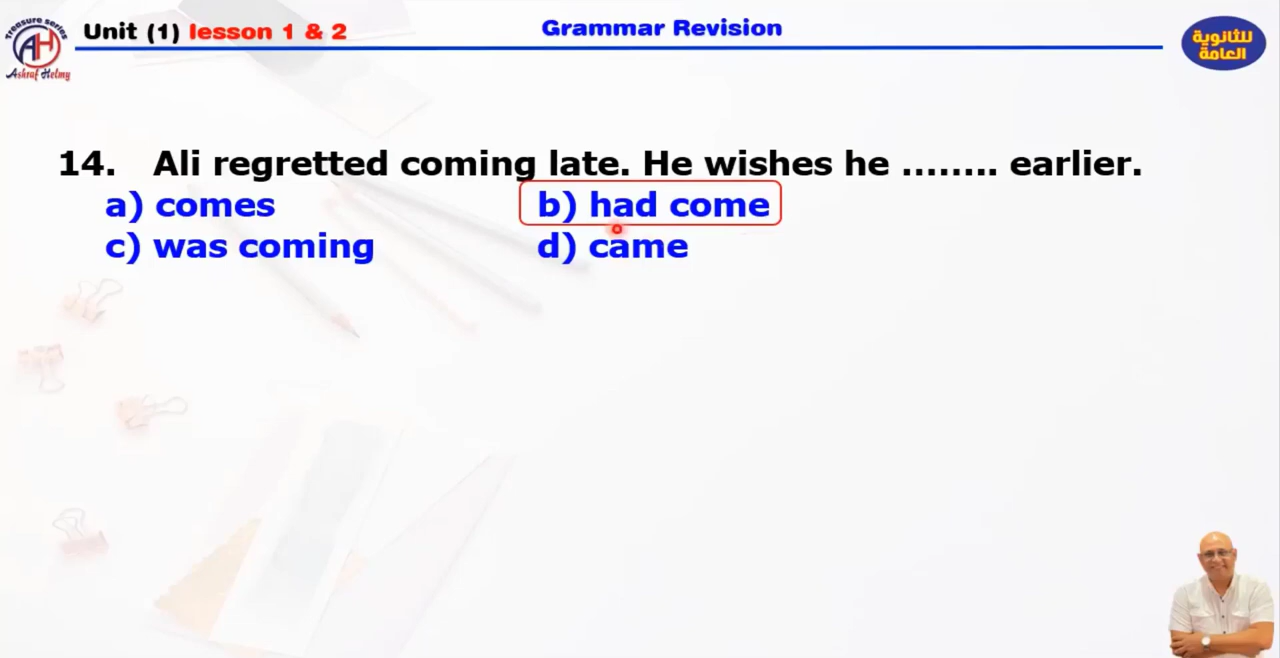 Treasure series
AH
Ashraf Helmy
Unit (1) lesson 1 & 2
Grammar Revision
للثانوية
العامة
14. Ali regretted coming late. He wishes he ........ earlier.
a) comes b) had come
c) was coming d) came